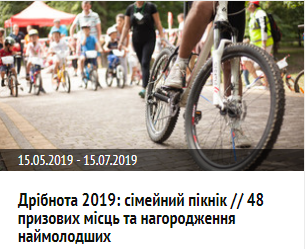 15.05.2019 - 15.07.2019
Дрібнота 2019: сімейний пікнік // 48
призових місць та нагородження
наймолодших